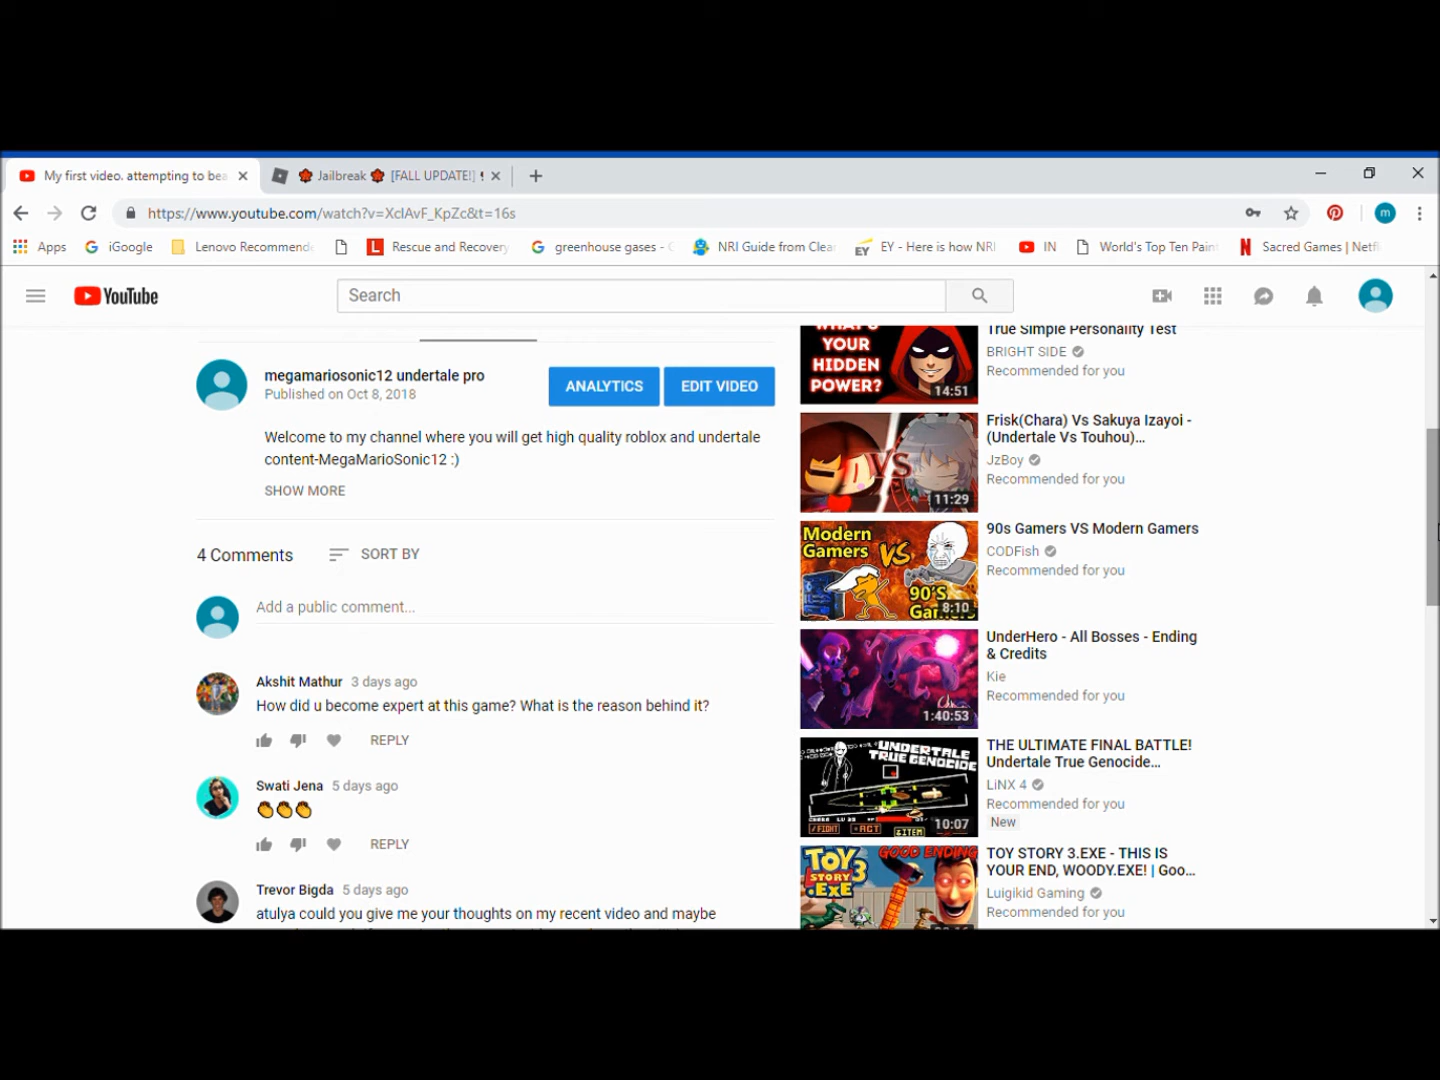 My first video. attempting to bea
Jailbreak [FALL UPDATE!]
https://www.youtube.com/watch?v=XclAvF_KpZc&t=16s
m
Apps
iGoogle
Lenovo Recommend
Rescue and Recovery
greenhouse gases -
NRI Guide from Clea
EY - Here is how NRI
IN
World's Top Ten Pain
Sacred Games | Netfl
YouTube
Search
megamariosonic12 undertale pro
Published on Oct 8, 2018
ANALYTICS
EDIT VIDEO
Welcome to my channel where you will get high quality roblox and undertale
content-MegaMarioSonic12 :)
SHOW MORE
4 Comments
SORT BY
Add a public comment...
Akshit Mathur 3 days ago
How did u become expert at this game? What is the reason behind it?
REPLY
Swati Jena 5 days ago
👏👏👏
REPLY
Trevor Bigda 5 days ago
atulya could you give me your thoughts on my recent video and maybe
WHAT'S
YOUR
HIDDEN
POWER?
14:51
True Simple Personality Test
BRIGHT SIDE
Recommended for you
VS
11:29
Frisk(Chara) Vs Sakuya Izayoi -
(Undertale Vs Touhou)...
JzBoy
Recommended for you
Modern
Gamers
VS
90'S
8:10
90s Gamers VS Modern Gamers
CODFish
Recommended for you
1:40:53
UnderHero - All Bosses - Ending
& Credits
Kie
Recommended for you
UNDERTALE
TRUE GENOCIDE
FIGHT
ACT
ITEM
10:07
THE ULTIMATE FINAL BATTLE!
Undertale True Genocide...
LiNX 4
Recommended for you
New
TOY
STORY 3
.EXE
GOOD ENDING
TOY STORY 3.EXE - THIS IS
YOUR END, WOODY.EXE! | Goo...
Luigikid Gaming
Recommended for you